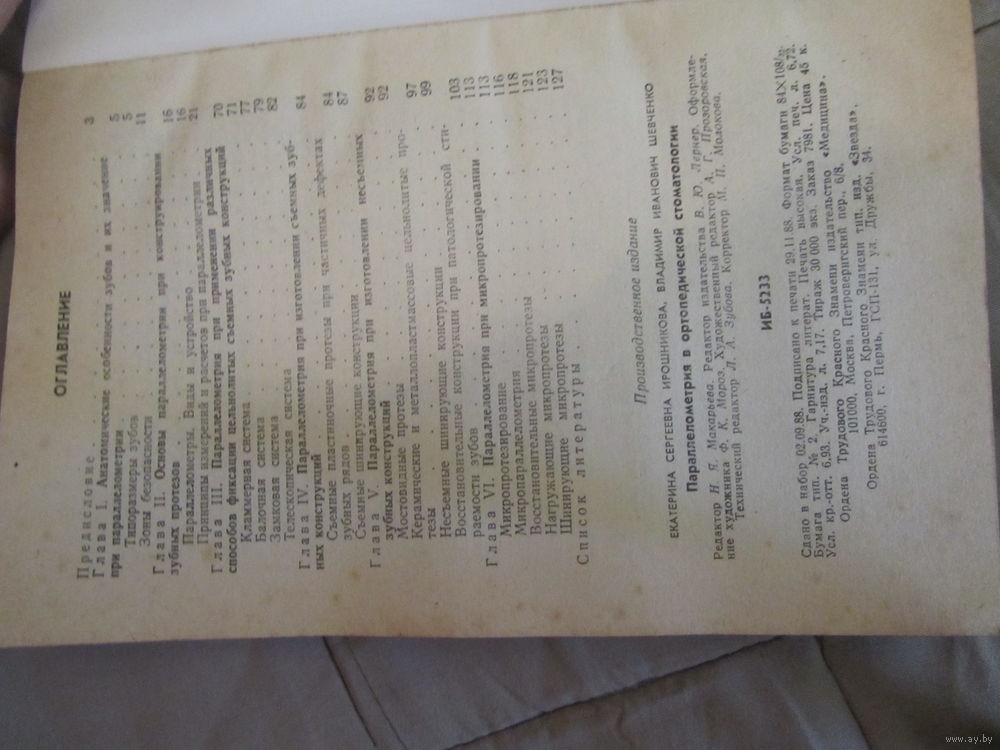 ОГЛАВЛЕНИЕ
Предисловие . . . . . . . . . 3
Глава I. Анатомические особенности зубов и их значение
при параллелометрии . . . . . . . . 5
Типоразмеры зубов . . . . . . . . 5
Зоны безопасности . . . . . . . . 11
Глава II. Основы параллелометрии при конструировании
зубных протезов . . . . . . . . 16
Параллелометры. Виды и устройство . . . . 16
Принципы измерений и расчетов при параллелометрии 21
Глава III. Параллелометрия при применении различных
способов фиксации цельнолитых съемных зубных конструкций 70
Кламмерная система . . . . . . . . 71
Балочная система . . . . . . . . 77
Замковая система . . . . . . . . 79
Телескопическая система . . . . . . . 82
Глава IV. Параллелометрия при изготовлении съемных зуб-
ных конструкций . . . . . . . . 84
Съемные пластиночные протезы при частичных дефектах
зубных рядов . . . . . . . . 84
Съемные шинирующие конструкции . . . . 87
Глава V. Параллелометрия при изготовлении несъемных
зубных конструкций . . . . . . . . 92
Мостовидные протезы . . . . . . . . 92
Керамические и металлопластмассовые цельнолитые про-
тезы . . . . . . . . 97
Несъемные шинирующие конструкции . . . . 99
Восстановительные конструкции при патологической сти-
раемости зубов . . . . . . . . 103
Глава VI. Параллелометрия при микропротезировании . 113
Микропротезирование . . . . . . . . 113
Микропараллелометрия . . . . . . . . 116
Восстановительные микропротезы . . . . 118
Нагружающие микропротезы . . . . . . 121
Шинирующие микропротезы . . . . . . 123
Список литературы . . . . . . . . 127
Производственное издание
ЕКАТЕРИНА СЕРГЕЕВНА ИРОШНИКОВА, ВЛАДИМИР ИВАНОВИЧ ШЕВЧЕНКО
Параллелометрия в ортопедической стоматологии
Редактор Н. Я. Макарьева. Редактор издательства В. Ю. Лернер. Оформле-
ние художника Ф. К. Мороз. Художественный редактор А. Г. Прозоровская.
Технический редактор Л. А. Зубова. Корректор М. П. Молокова.
ИБ-5233
Сдано в набор 02.09.88. Подписано к печати 29.11.88. Формат бумаги 84×108/
Бумага тип. № 2. Гарнитура литерат. Печать высокая. Усл. печ. л. 6,72.
Усл. кр.-отт. 6,93. Уч.-изд. л. 7,17. Тираж 30 000 экз. Заказ 7981. Цена 45 к.
Ордена Трудового Красного Знамени издательство «Медицина».
101000, Москва, Петроверигский пер., 6/8.
Ордена Трудового Красного Знамени тип. изд. «Звезда»,
614600, г. Пермь, ГСП-131, ул. Дружбы, 34.
www.ay.by